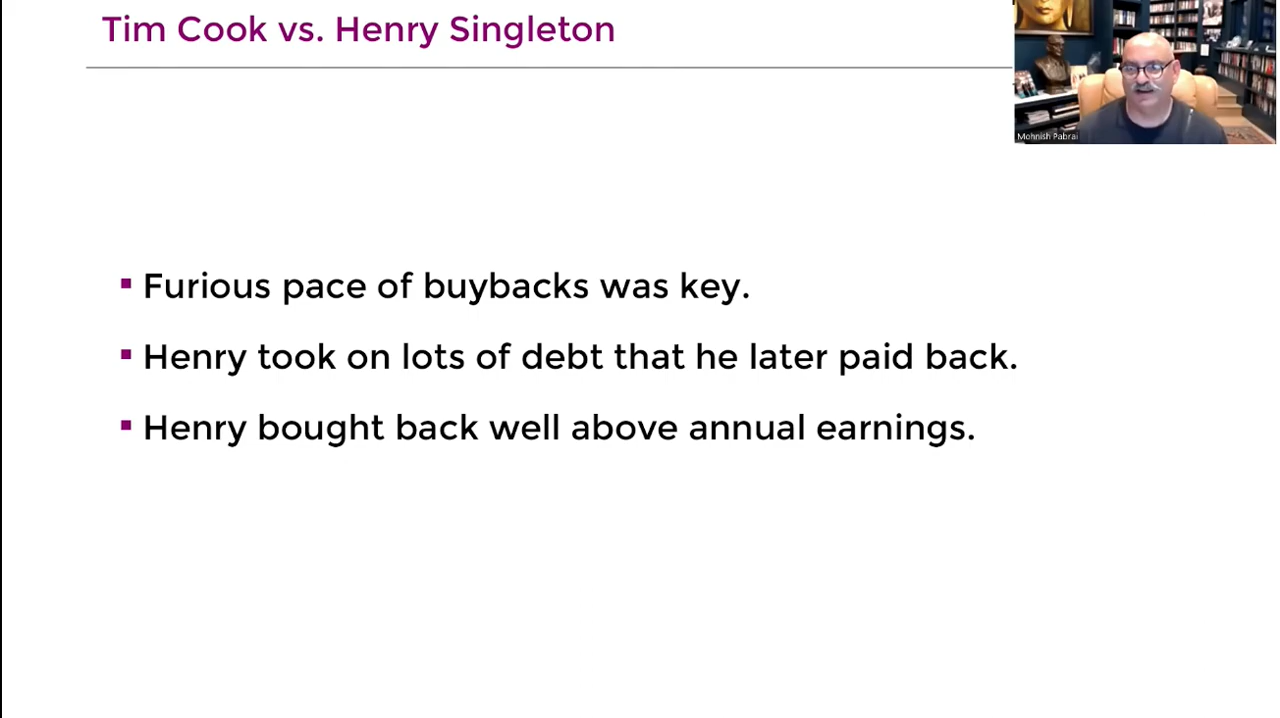 Tim Cook vs. Henry Singleton
Mohnish Pabrai
Furious pace of buybacks was key.
Henry took on lots of debt that he later paid back.
Henry bought back well above annual earnings.